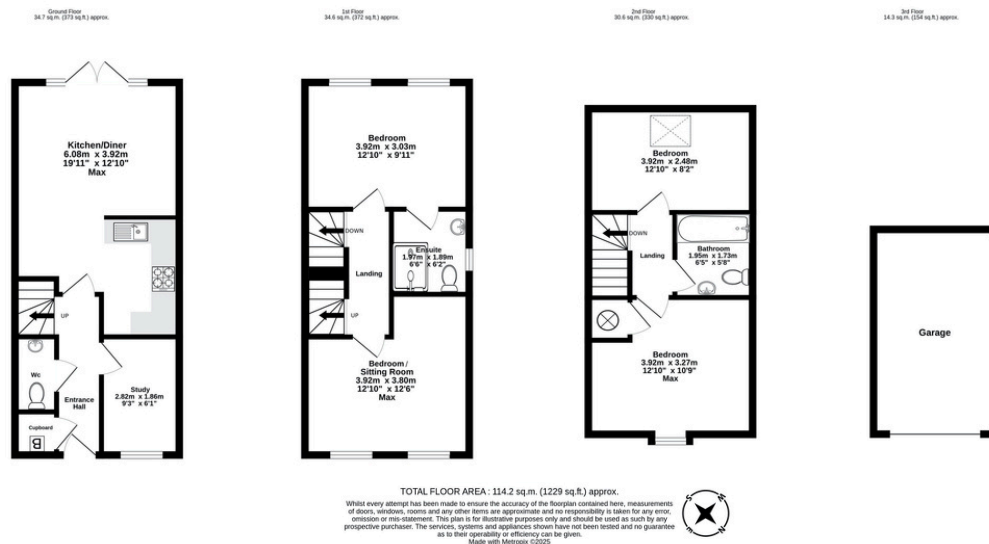 Ground Floor
34.7 sq.m. (373 sq.ft.) approx.
1st Floor
34.6 sq.m. (372 sq.ft.) approx.
2nd Floor
30.6 sq.m. (330 sq.ft.) approx.
3rd Floor
14.3 sq.m. (154 sq.ft.) approx.
Kitchen/Diner
6.08m x 3.92m
19'11" x 12'10"
Max
UP
Wc
Entrance
Hall
Study
2.82m x 1.86m
9'3" x 6'1"
Cupboard
B
Bedroom
3.92m x 3.03m
12'10" x 9'11"
DOWN
Ensuite
1.97m x 1.89m
6'6" x 6'2"
Landing
UP
Bedroom /
Sitting Room
3.92m x 3.80m
12'10" x 12'6"
Max
Bedroom
3.92m x 2.48m
12'10" x 8'2"
DOWN
Landing
Bathroom
1.95m x 1.73m
6'5" x 5'8"
Bedroom
3.92m x 3.27m
12'10" x 10'9"
Max
Garage
TOTAL FLOOR AREA : 114.2 sq.m. (1229 sq.ft.) approx.
Whilst every attempt has been made to ensure the accuracy of the floorplan contained here, measurements
of doors, windows, rooms and any other items are approximate and no responsibility is taken for any error,
omission or mis-statement. This plan is for illustrative purposes only and should be used as such by any
prospective purchaser. The services, systems and appliances shown have not been tested and no guarantee
as to their operability or efficiency can be given.
Made with Metropix ©2025
S
N
E